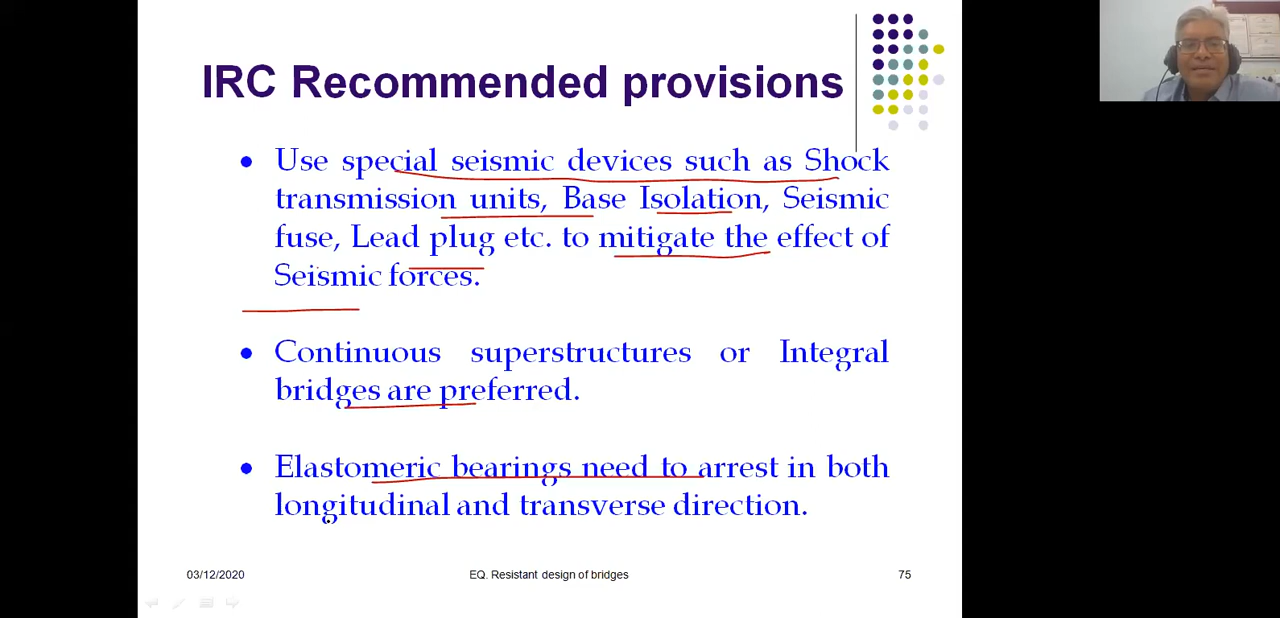 IRC Recommended provisions
Use special seismic devices such as Shock
transmission units, Base Isolation, Seismic
fuse, Lead plug etc. to mitigate the effect of
Seismic forces.
Continuous superstructures or Integral
bridges are preferred.
Elastomeric bearings need to arrest in both
longitudinal and transverse direction.
03/12/2020
EQ. Resistant design of bridges
75